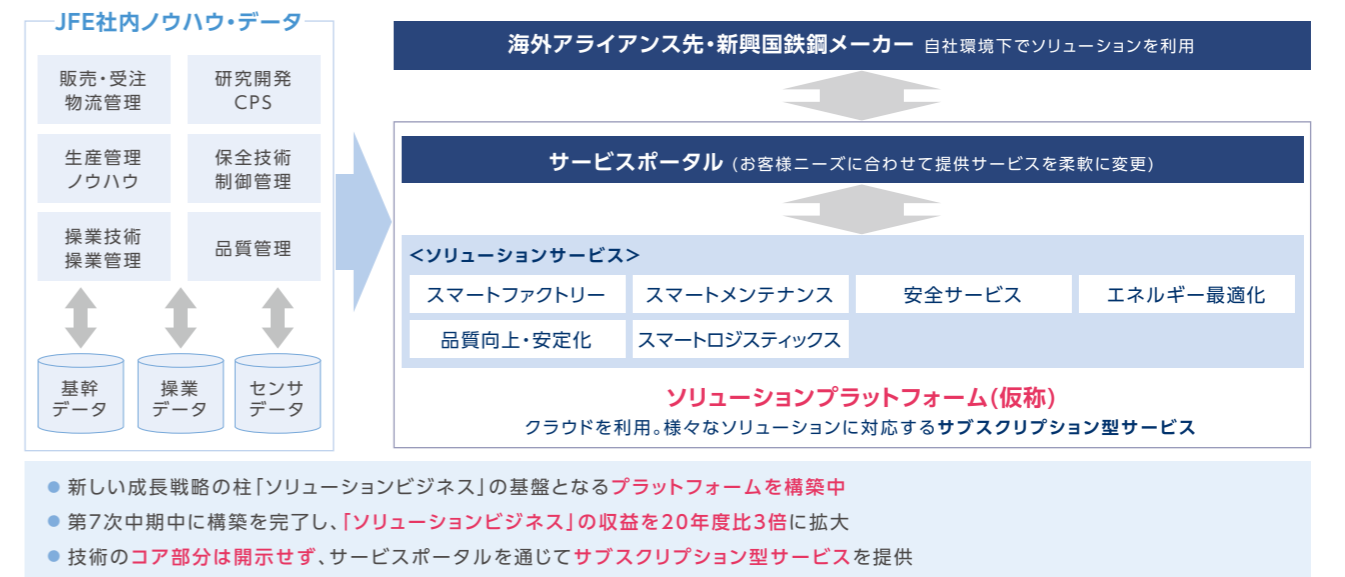 JFE社内ノウハウ・データ
販売・受注
物流管理
研究開発
CPS
生産管理
ノウハウ
保全技術
制御管理
操業技術
操業管理
品質管理
基幹
データ
操業
データ
センサ
データ
海外アライアンス先・新興国鉄鋼メーカー 自社環境下でソリューションを利用
サービスポータル (お客様ニーズに合わせて提供サービスを柔軟に変更)
<ソリューションサービス>
スマートファクトリー
スマートメンテナンス
安全サービス
エネルギー最適化
品質向上・安定化
スマートロジスティックス
ソリューションプラットフォーム(仮称)
クラウドを利用。様々なソリューションに対応するサブスクリプション型サービス
● 新しい成長戦略の柱「ソリューションビジネス」の基盤となるプラットフォームを構築中
● 第7次中期中に構築を完了し、「ソリューションビジネス」の収益を20年度比3倍に拡大
● 技術のコア部分は開示せず、サービスポータルを通じてサブスクリプション型サービスを提供